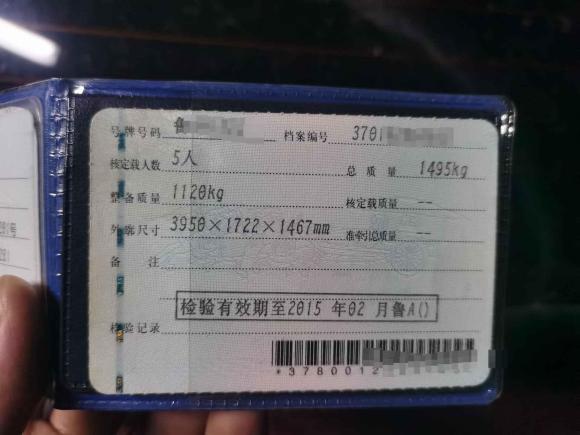 号牌号码 鲁 档案编号 370
核定载人数 5人 总质量 1495kg
整备质量 1120kg 核定载质量 --
外廓尺寸 3950×1722×1467mm 准牵引总质量 --
备注
检验有效期至2015 年02 月鲁A()
检验记录
*3780012